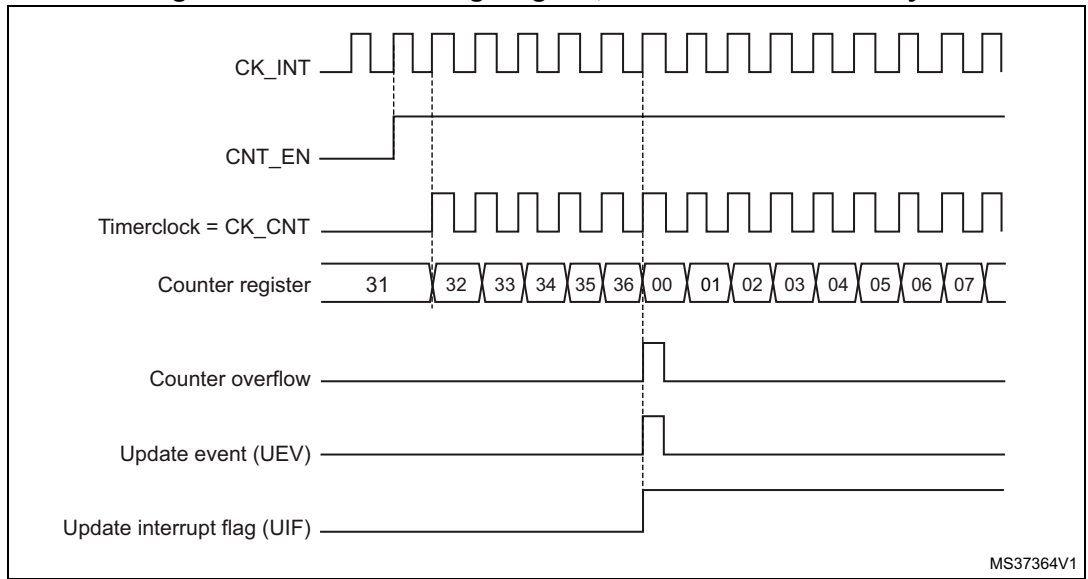 CK_INT
CNT_EN
Timerclock = CK_CNT
Counter register 31 32 33 34 35 36 00 01 02 03 04 05 06 07
Counter overflow
Update event (UEV)
Update interrupt flag (UIF)
MS37364V1